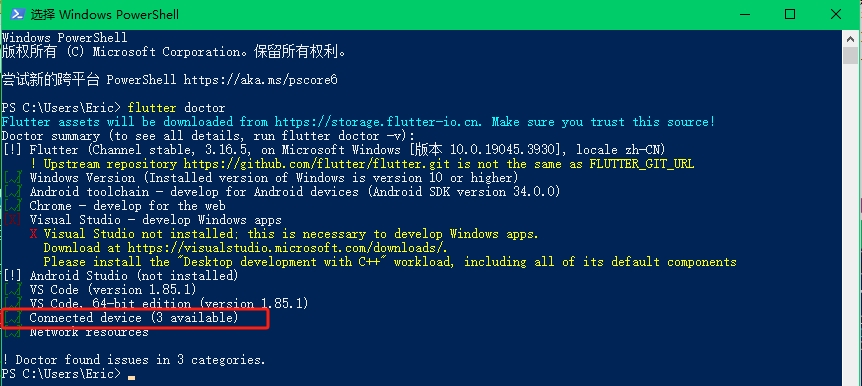 选择 Windows PowerShell
Windows PowerShell
版权所有 (C) Microsoft Corporation。保留所有权利。
尝试新的跨平台 PowerShell https://aka.ms/pscore6
PS C:\Users\Eric> flutter doctor
Flutter assets will be downloaded from https://storage.flutter-io.cn. Make sure you trust this source!
Doctor summary (to see all details, run flutter doctor -v):
[!] Flutter (Channel stable, 3.16.5, on Microsoft Windows [版本 10.0.19045.3930], locale zh-CN)
! Upstream repository https://github.com/flutter/flutter.git is not the same as FLUTTER_GIT_URL
[√] Windows Version (Installed version of Windows is version 10 or higher)
[√] Android toolchain - develop for Android devices (Android SDK version 34.0.0)
[√] Chrome - develop for the web
[X] Visual Studio - develop Windows apps
X Visual Studio not installed; this is necessary to develop Windows apps.
Download at https://visualstudio.microsoft.com/downloads/.
Please install the "Desktop development with C++" workload, including all of its default components
[!] Android Studio (not installed)
[√] VS Code (version 1.85.1)
[√] VS Code, 64-bit edition (version 1.85.1)
[√] Connected device (3 available)
[√] Network resources
! Doctor found issues in 3 categories.
PS C:\Users\Eric>